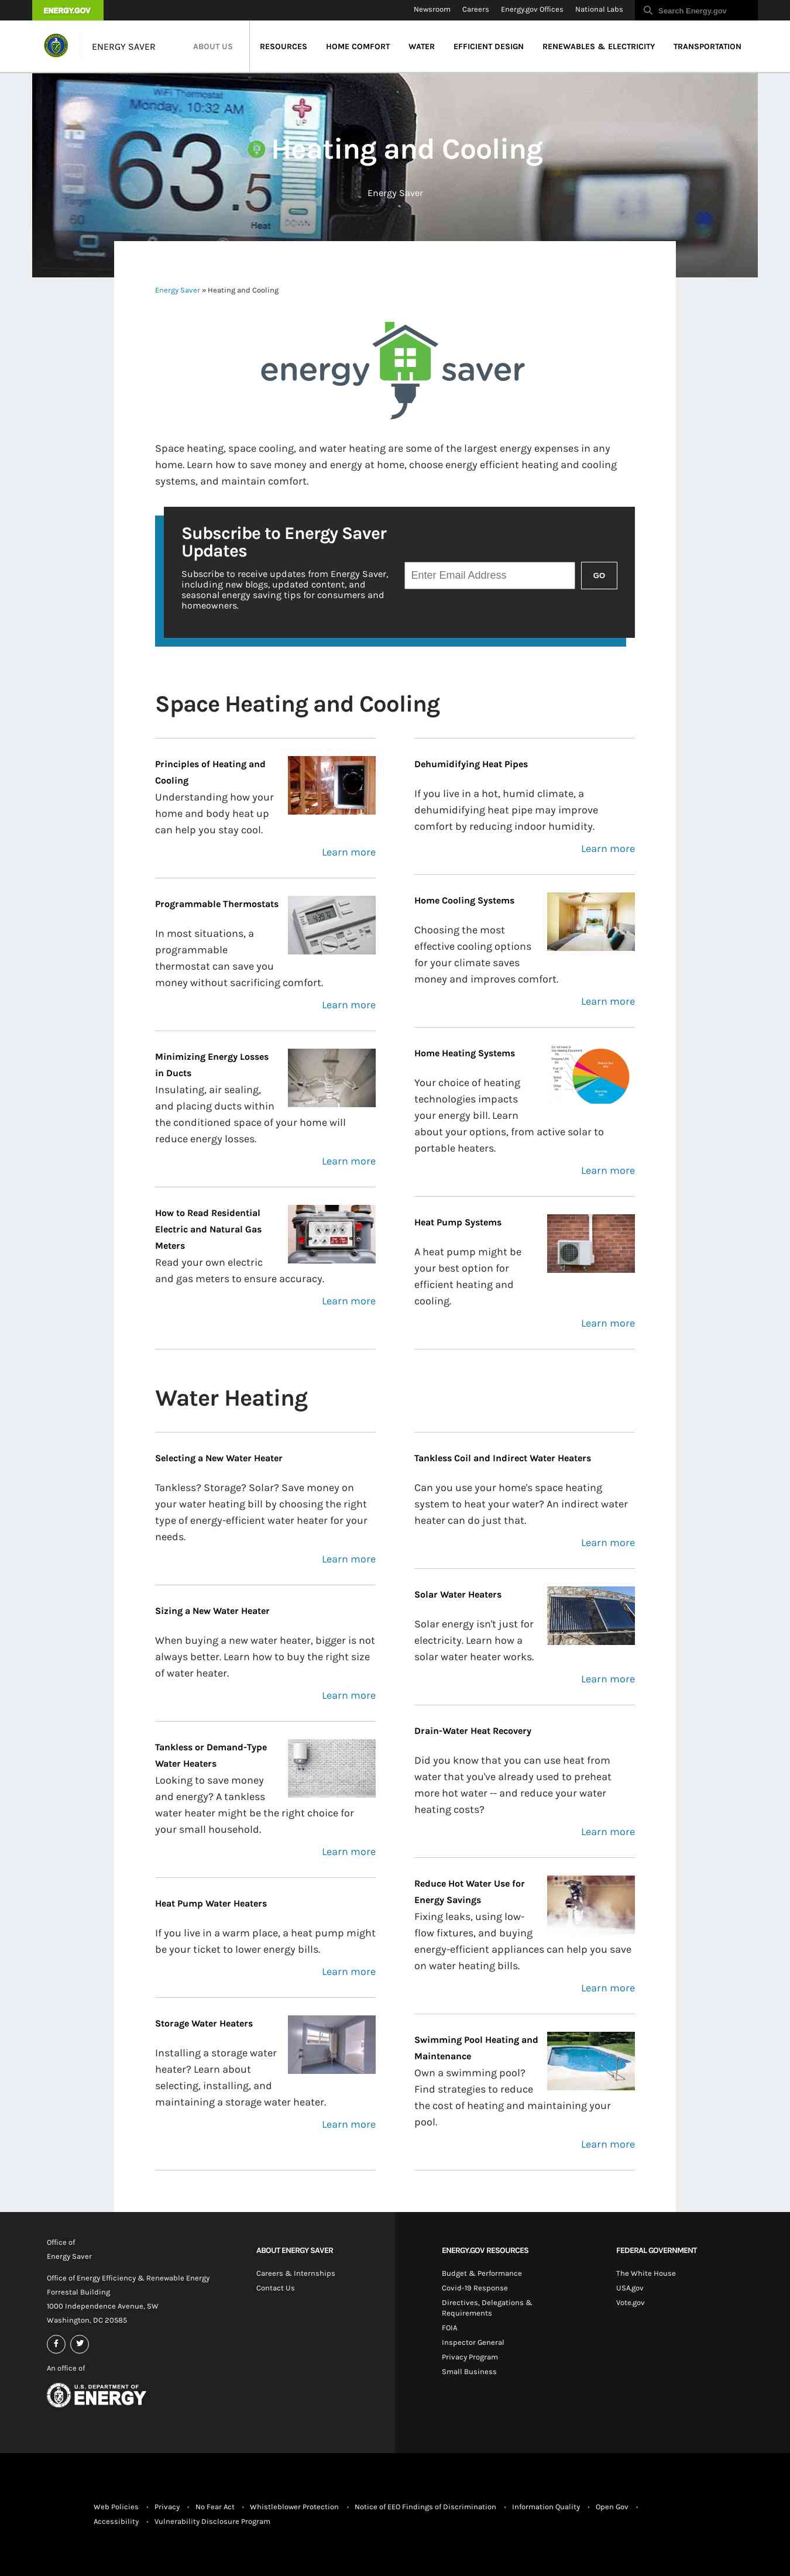 ENERGY.GOV
Newsroom
Careers
Energy.gov Offices
National Labs
Search Energy.gov
ENERGY SAVER
ABOUT US
RESOURCES
HOME COMFORT
WATER
EFFICIENT DESIGN
RENEWABLES & ELECTRICITY
TRANSPORTATION
WiFi Thermostat
Monday, 10:32 AM
UP
63.5
Target
60
Heat
DOWN
Heating and Cooling
Energy Saver
Energy Saver » Heating and Cooling
energy saver
Space heating, space cooling, and water heating are some of the largest energy expenses in any
home. Learn how to save money and energy at home, choose energy efficient heating and cooling
systems, and maintain comfort.
Subscribe to Energy Saver
Updates
Subscribe to receive updates from Energy Saver,
including new blogs, updated content, and
seasonal energy saving tips for consumers and
homeowners.
Enter Email Address
GO
Space Heating and Cooling
Principles of Heating and
Cooling
Understanding how your
home and body heat up
can help you stay cool.
Learn more
Programmable Thermostats
In most situations, a
programmable
thermostat can save you
money without sacrificing comfort.
Learn more
Minimizing Energy Losses
in Ducts
Insulating, air sealing,
and placing ducts within
the conditioned space of your home will
reduce energy losses.
Learn more
How to Read Residential
Electric and Natural Gas
Meters
Read your own electric
and gas meters to ensure accuracy.
Learn more
Dehumidifying Heat Pipes
If you live in a hot, humid climate, a
dehumidifying heat pipe may improve
comfort by reducing indoor humidity.
Learn more
Home Cooling Systems
Choosing the most
effective cooling options
for your climate saves
money and improves comfort.
Learn more
Home Heating Systems
Your choice of heating
technologies impacts
your energy bill. Learn
about your options, from active solar to
portable heaters.
Learn more
Heat Pump Systems
A heat pump might be
your best option for
efficient heating and
cooling.
Learn more
Water Heating
Selecting a New Water Heater
Tankless? Storage? Solar? Save money on
your water heating bill by choosing the right
type of energy-efficient water heater for your
needs.
Learn more
Sizing a New Water Heater
When buying a new water heater, bigger is not
always better. Learn how to buy the right size
of water heater.
Learn more
Tankless or Demand-Type
Water Heaters
Looking to save money
and energy? A tankless
water heater might be the right choice for
your small household.
Learn more
Heat Pump Water Heaters
If you live in a warm place, a heat pump might
be your ticket to lower energy bills.
Learn more
Storage Water Heaters
Installing a storage water
heater? Learn about
selecting, installing, and
maintaining a storage water heater.
Learn more
Tankless Coil and Indirect Water Heaters
Can you use your home's space heating
system to heat your water? An indirect water
heater can do just that.
Learn more
Solar Water Heaters
Solar energy isn't just for
electricity. Learn how a
solar water heater works.
Learn more
Drain-Water Heat Recovery
Did you know that you can use heat from
water that you've already used to preheat
more hot water -- and reduce your water
heating costs?
Learn more
Reduce Hot Water Use for
Energy Savings
Fixing leaks, using low-
flow fixtures, and buying
energy-efficient appliances can help you save
on water heating bills.
Learn more
Swimming Pool Heating and
Maintenance
Own a swimming pool?
Find strategies to reduce
the cost of heating and maintaining your
pool.
Learn more
Office of
Energy Saver
Office of Energy Efficiency & Renewable Energy
Forrestal Building
1000 Independence Avenue, SW
Washington, DC 20585
An office of
U.S. DEPARTMENT OF
ENERGY
ABOUT ENERGY SAVER
Careers & Internships
Contact Us
ENERGY.GOV RESOURCES
Budget & Performance
Covid-19 Response
Directives, Delegations &
Requirements
FOIA
Inspector General
Privacy Program
Small Business
FEDERAL GOVERNMENT
The White House
USA.gov
Vote.gov
Web Policies • Privacy • No Fear Act • Whistleblower Protection • Notice of EEO Findings of Discrimination • Information Quality • Open Gov •
Accessibility • Vulnerability Disclosure Program